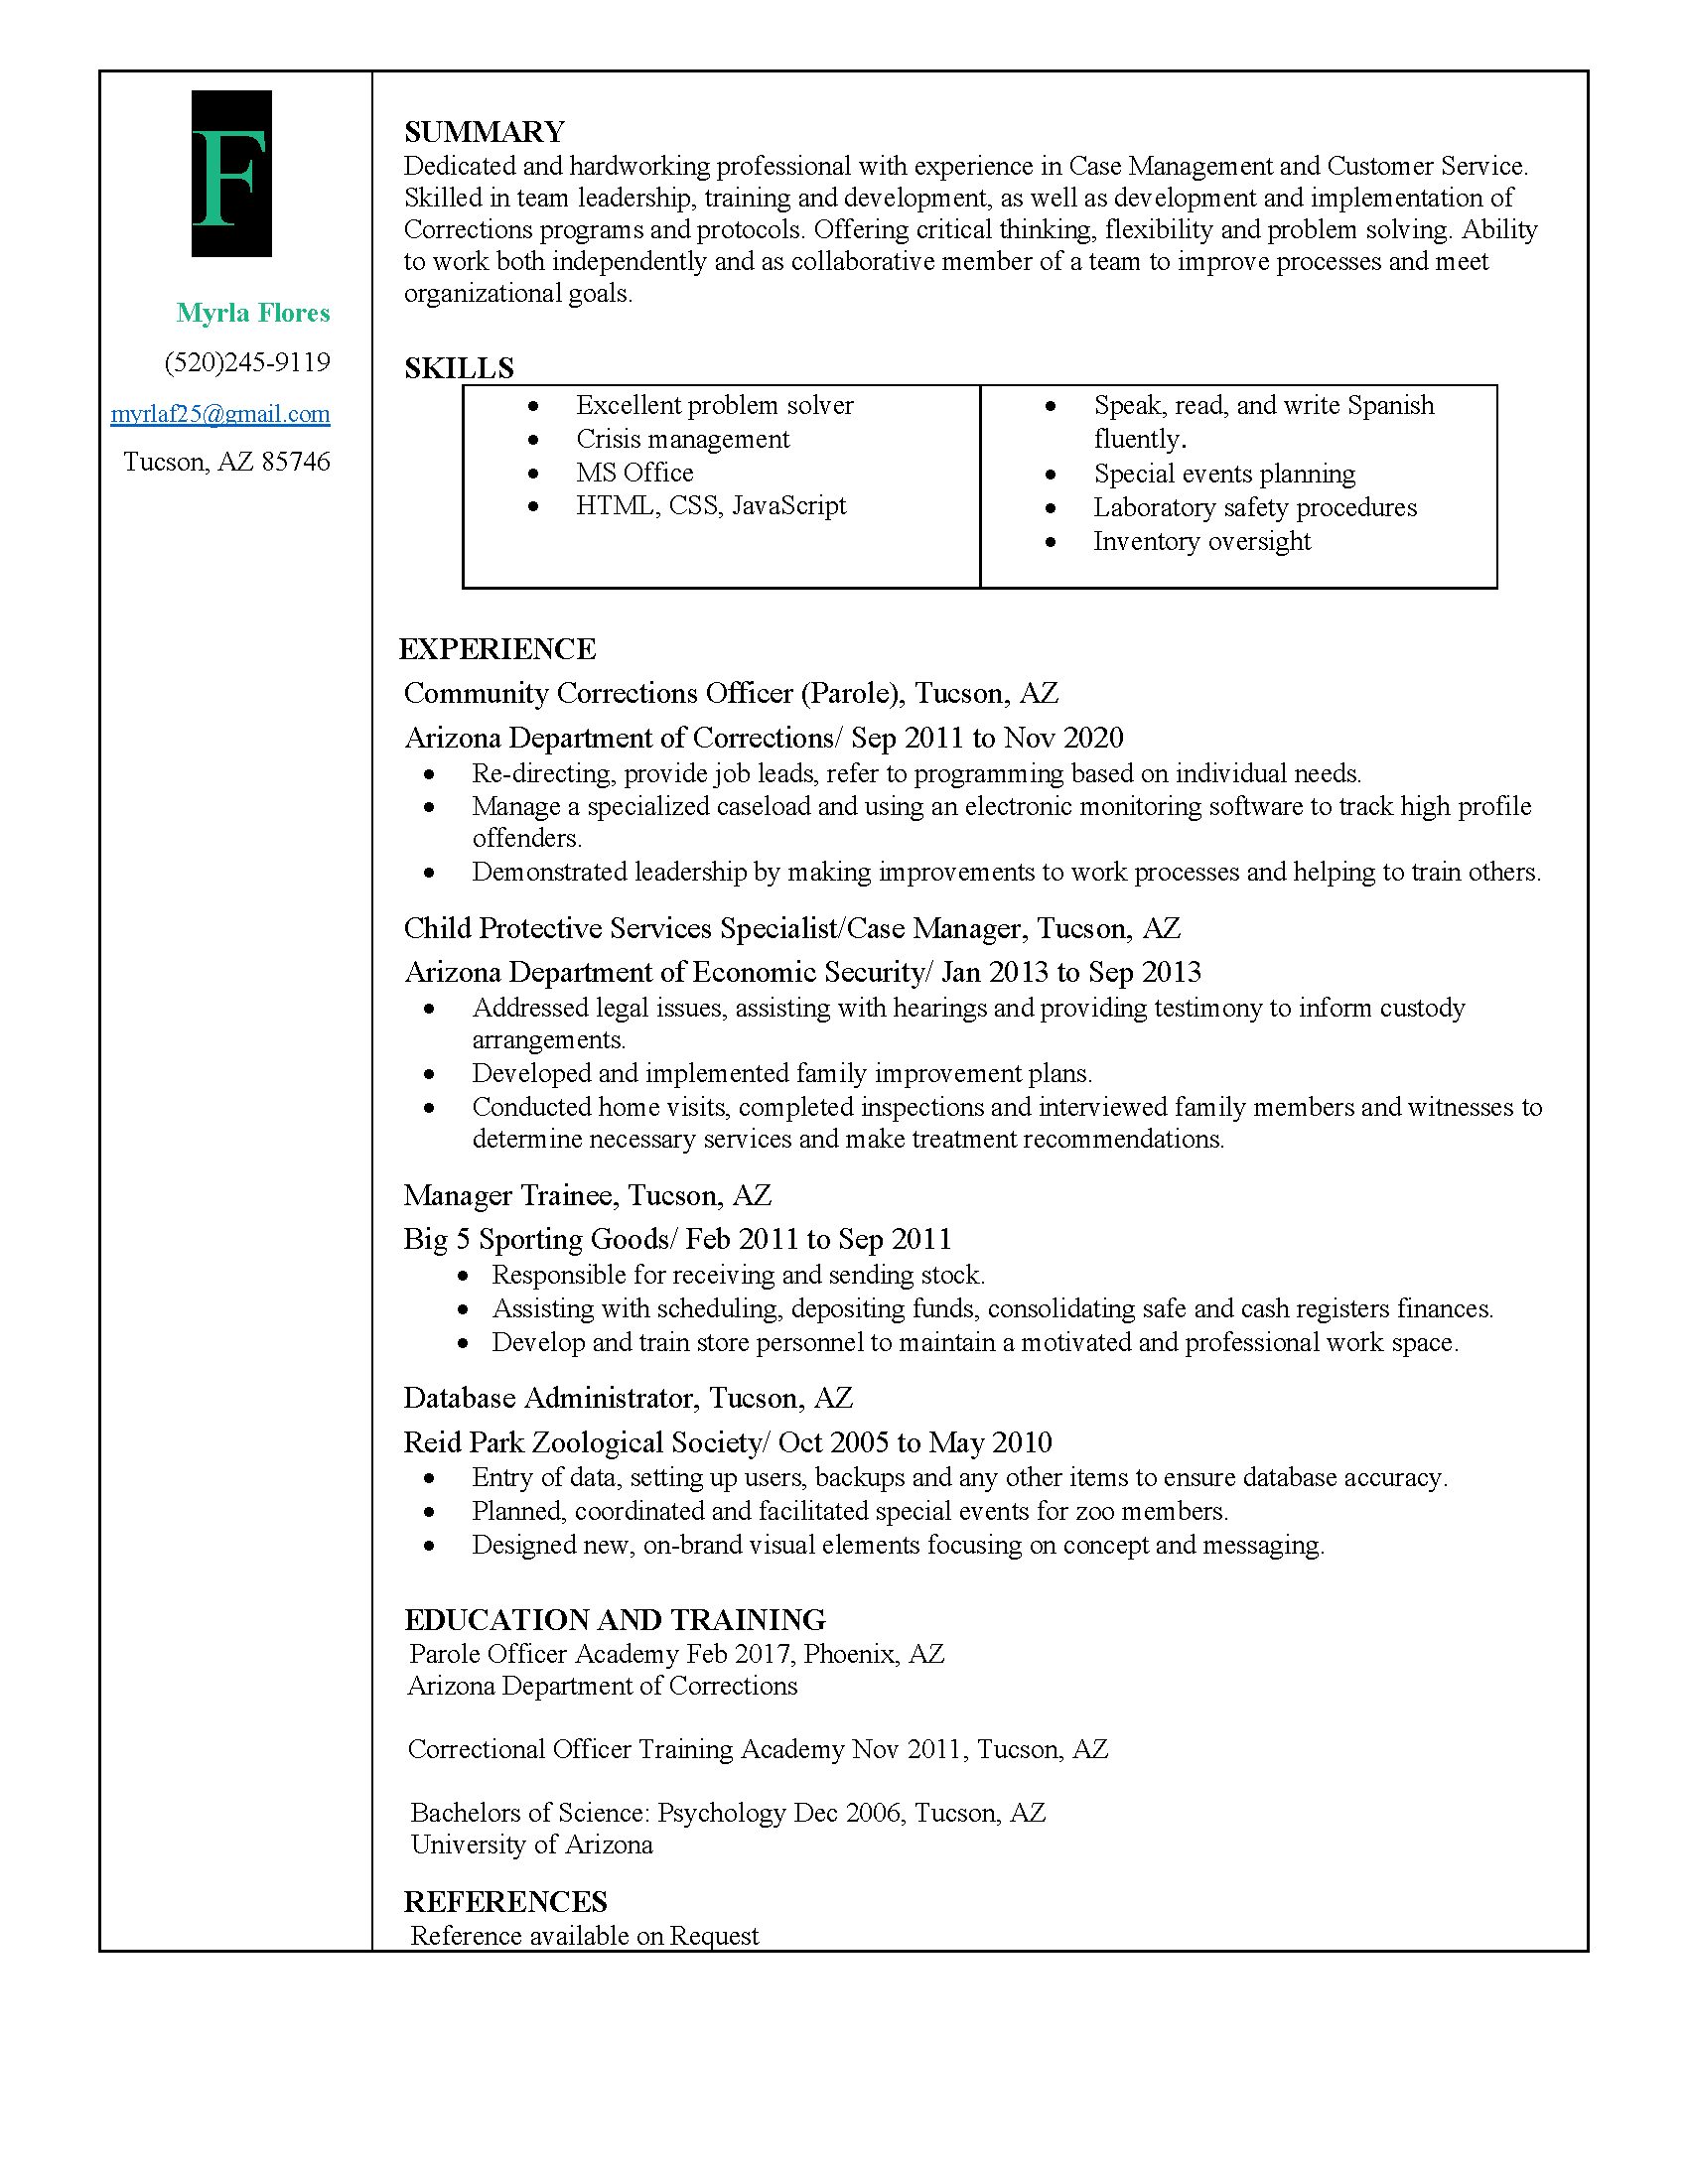 F
Myrla Flores
(520)245-9119
myrlaf25@gmail.com
Tucson, AZ 85746
SUMMARY
Dedicated and hardworking professional with experience in Case Management and Customer Service.
Skilled in team leadership, training and development, as well as development and implementation of
Corrections programs and protocols. Offering critical thinking, flexibility and problem solving. Ability
to work both independently and as collaborative member of a team to improve processes and meet
organizational goals.
SKILLS
• Excellent problem solver
• Crisis management
• MS Office
• HTML, CSS, JavaScript
• Speak, read, and write Spanish
fluently.
• Special events planning
• Laboratory safety procedures
• Inventory oversight
EXPERIENCE
Community Corrections Officer (Parole), Tucson, AZ
Arizona Department of Corrections/ Sep 2011 to Nov 2020
• Re-directing, provide job leads, refer to programming based on individual needs.
• Manage a specialized caseload and using an electronic monitoring software to track high profile
offenders.
• Demonstrated leadership by making improvements to work processes and helping to train others.
Child Protective Services Specialist/Case Manager, Tucson, AZ
Arizona Department of Economic Security/ Jan 2013 to Sep 2013
• Addressed legal issues, assisting with hearings and providing testimony to inform custody
arrangements.
• Developed and implemented family improvement plans.
• Conducted home visits, completed inspections and interviewed family members and witnesses to
determine necessary services and make treatment recommendations.
Manager Trainee, Tucson, AZ
Big 5 Sporting Goods/ Feb 2011 to Sep 2011
• Responsible for receiving and sending stock.
• Assisting with scheduling, depositing funds, consolidating safe and cash registers finances.
• Develop and train store personnel to maintain a motivated and professional work space.
Database Administrator, Tucson, AZ
Reid Park Zoological Society/ Oct 2005 to May 2010
• Entry of data, setting up users, backups and any other items to ensure database accuracy.
• Planned, coordinated and facilitated special events for zoo members.
• Designed new, on-brand visual elements focusing on concept and messaging.
EDUCATION AND TRAINING
Parole Officer Academy Feb 2017, Phoenix, AZ
Arizona Department of Corrections
Correctional Officer Training Academy Nov 2011, Tucson, AZ
Bachelors of Science: Psychology Dec 2006, Tucson, AZ
University of Arizona
REFERENCES
Reference available on Request